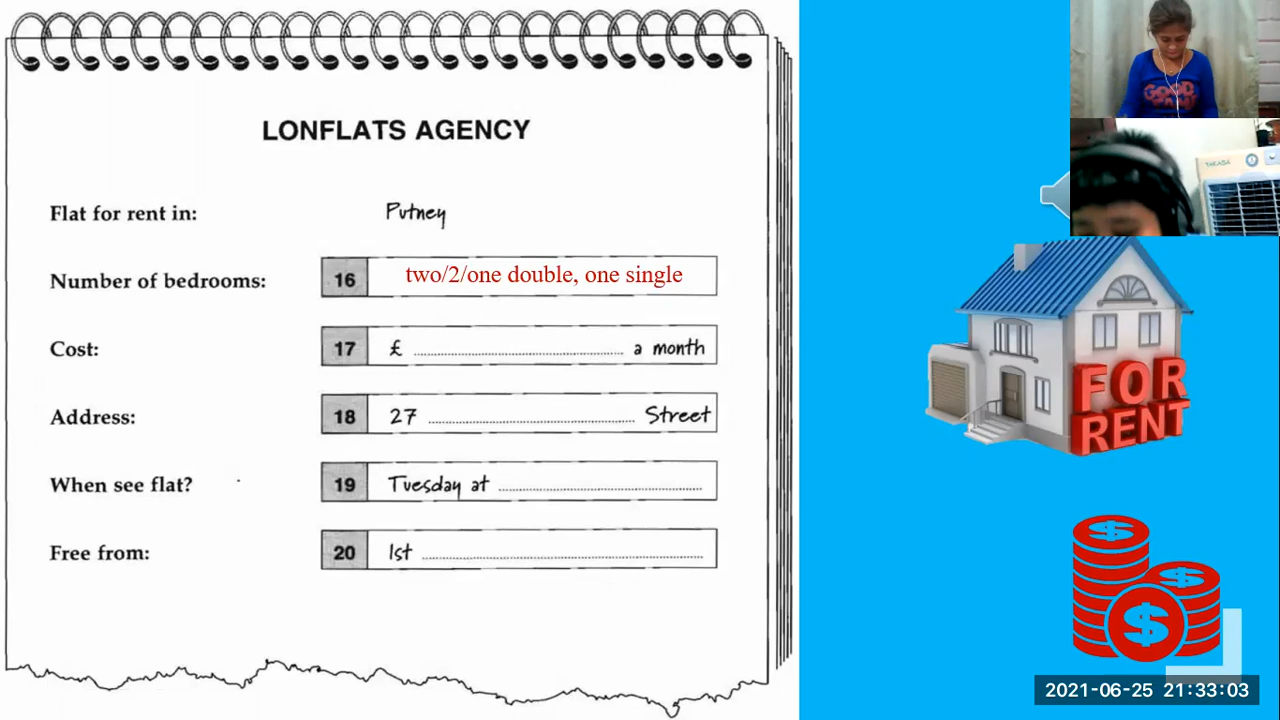 LONFLATS AGENCY
Flat for rent in: Putney
Number of bedrooms: 16 two/2/one double, one single
Cost: 17 £ ........................ a month
Address: 18 27 ........................ Street
When see flat? 19 Tuesday at ........................
Free from: 20 1st ........................
GOOD
TAKADA
FOR
RENT
2021-06-25 21:33:03